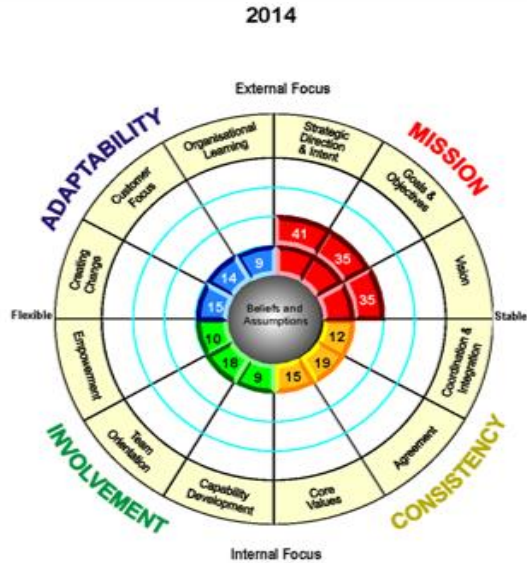 2014
External Focus
ADAPTABILITY
MISSION
Organisational
Learning
Strategic
Direction
& Intent
Customer
Focus
Goals &
Objectives
Creating
Change
Vision
41
35
35
9
14
15
Beliefs and
Assumptions
Flexible
Stable
10
18
9
12
19
15
Empowerment
Coordination &
Integration
Team
Orientation
Agreement
Capability
Development
Core
Values
INVOLVEMENT
CONSISTENCY
Internal Focus